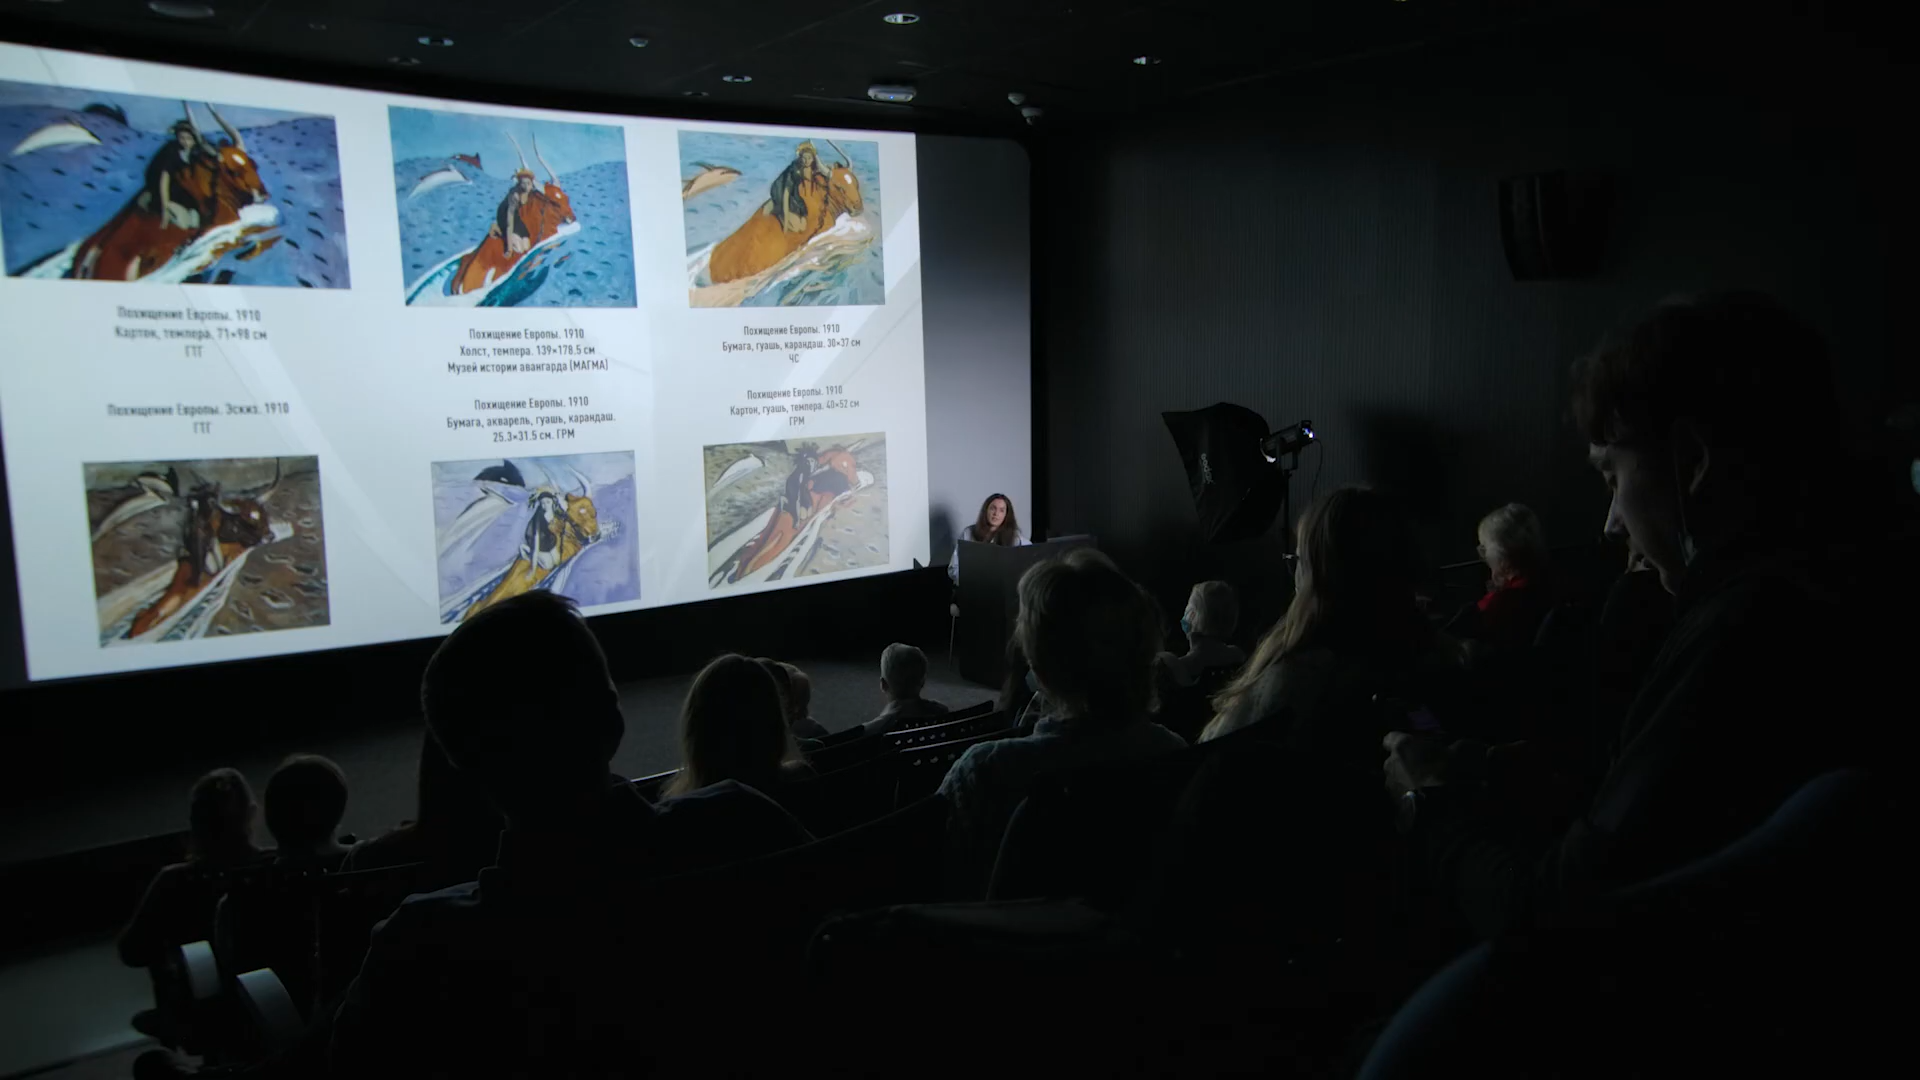 Похищение Европы. 1910
Картон, темпера. 71×98 см
ГТГ
Похищение Европы. 1910
Холст, темпера. 139×178.5 см
Музей истории авангарда (МАГМА)
Похищение Европы. 1910
Бумага, гуашь, карандаш. 30×37 см
ЧС
Похищение Европы. Эскиз. 1910
ГТГ
Похищение Европы. 1910
Бумага, акварель, гуашь, карандаш.
25.3×31.5 см. ГРМ
Похищение Европы. 1910
Картон, гуашь, темпера. 40×52 см
ГРМ